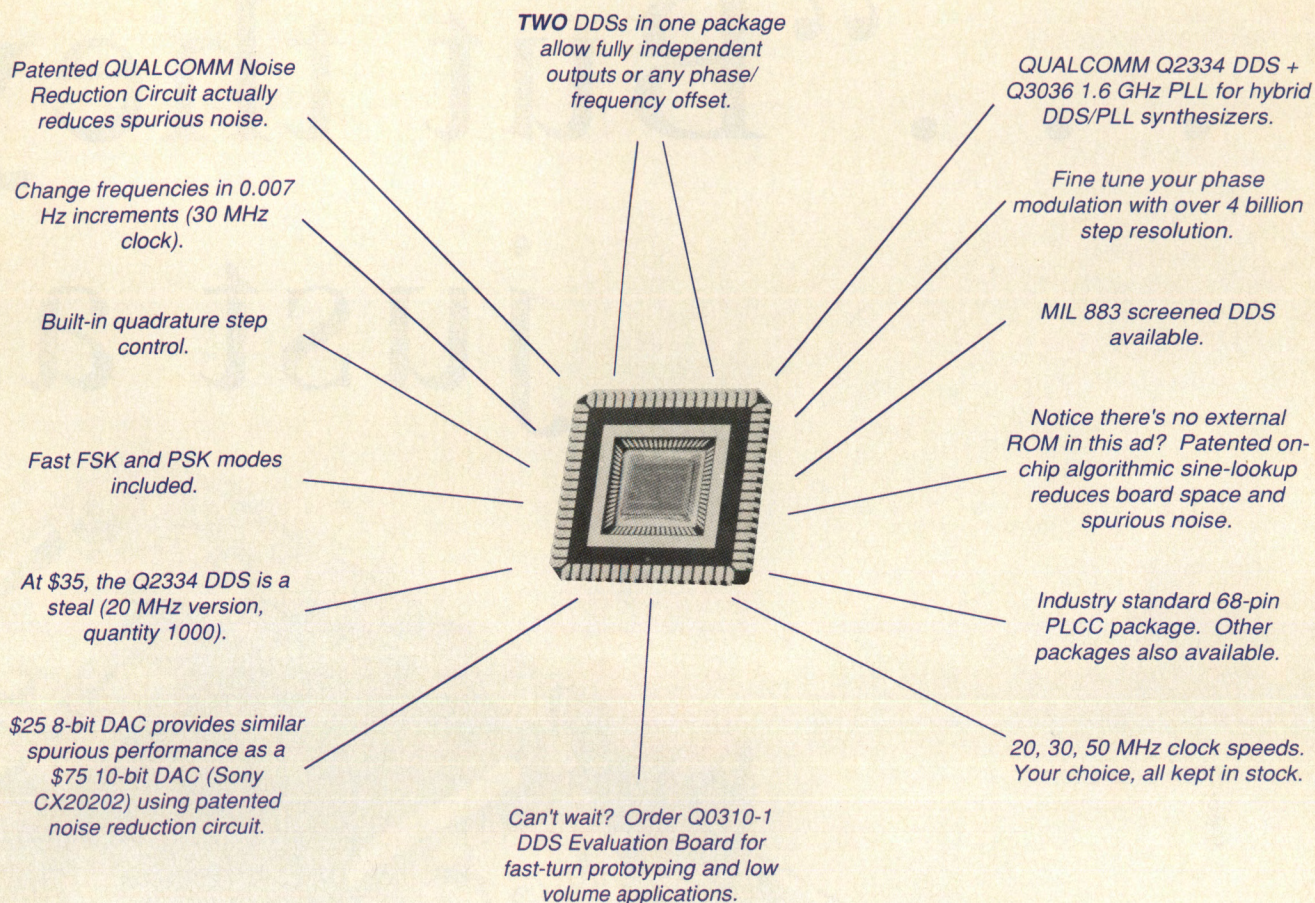 TWO DDSs in one package
allow fully independent
outputs or any phase/
frequency offset.
Patented QUALCOMM Noise
Reduction Circuit actually
reduces spurious noise.
Change frequencies in 0.007
Hz increments (30 MHz
clock).
Built-in quadrature step
control.
Fast FSK and PSK modes
included.
At $35, the Q2334 DDS is a
steal (20 MHz version,
quantity 1000).
$25 8-bit DAC provides similar
spurious performance as a
$75 10-bit DAC (Sony
CX20202) using patented
noise reduction circuit.
Can't wait? Order Q0310-1
DDS Evaluation Board for
fast-turn prototyping and low
volume applications.
QUALCOMM Q2334 DDS +
Q3036 1.6 GHz PLL for hybrid
DDS/PLL synthesizers.
Fine tune your phase
modulation with over 4 billion
step resolution.
MIL 883 screened DDS
available.
Notice there's no external
ROM in this ad? Patented on-
chip algorithmic sine-lookup
reduces board space and
spurious noise.
Industry standard 68-pin
PLCC package. Other
packages also available.
20, 30, 50 MHz clock speeds.
Your choice, all kept in stock.